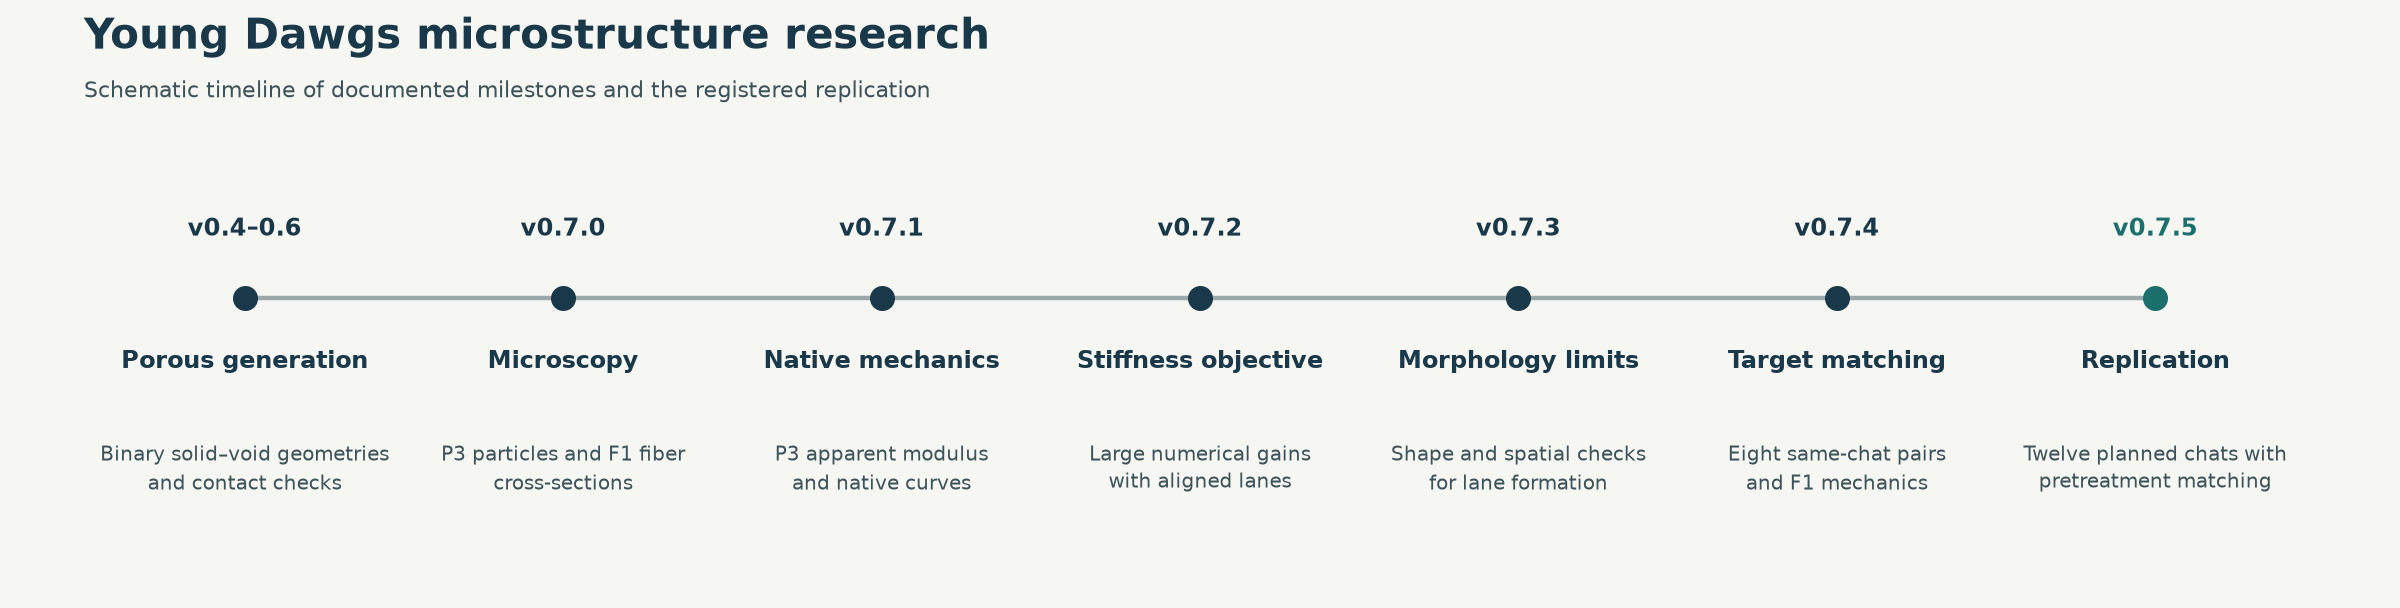 Young Dawgs microstructure research
Schematic timeline of documented milestones and the registered replication
v0.4–0.6
v0.7.0
v0.7.1
v0.7.2
v0.7.3
v0.7.4
v0.7.5
Porous generation
Microscopy
Native mechanics
Stiffness objective
Morphology limits
Target matching
Replication
Binary solid–void geometries
and contact checks
P3 particles and F1 fiber
cross-sections
P3 apparent modulus
and native curves
Large numerical gains
with aligned lanes
Shape and spatial checks
for lane formation
Eight same-chat pairs
and F1 mechanics
Twelve planned chats with
pretreatment matching